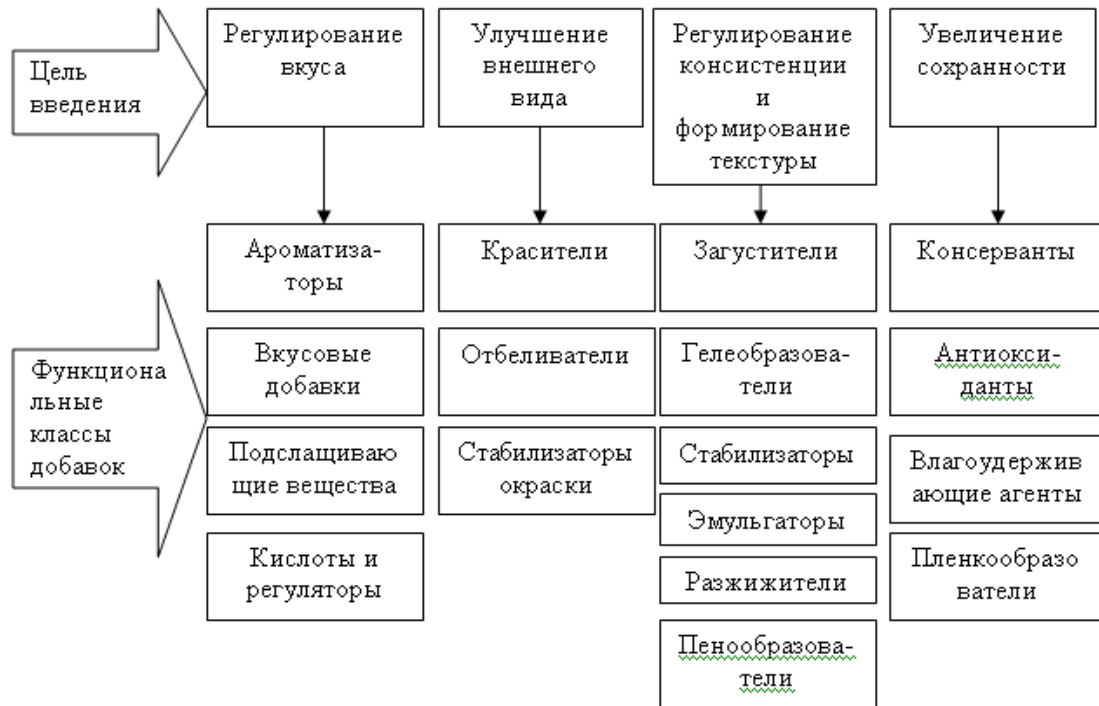 Цель
введения
Регулирование
вкуса
Улучшение
внешнего
вида
Регулирование
консистенции
и
формирование
текстуры
Увеличение
сохранности
Функциона
льные
классы
добавок
Ароматиза-
торы
Красители
Загустители
Консерванты
Вкусовые
добавки
Отбеливатели
Гелеобразова-
тели
Антиокси-
данты
Подслащиваю
щие вещества
Стабилизаторы
окраски
Стабилизаторы
Влагоудержив
ающие агенты
Эмульгаторы
Кислоты и
регуляторы
Разжижители
Пленкообразо
ватели
Пенообразова-
тели